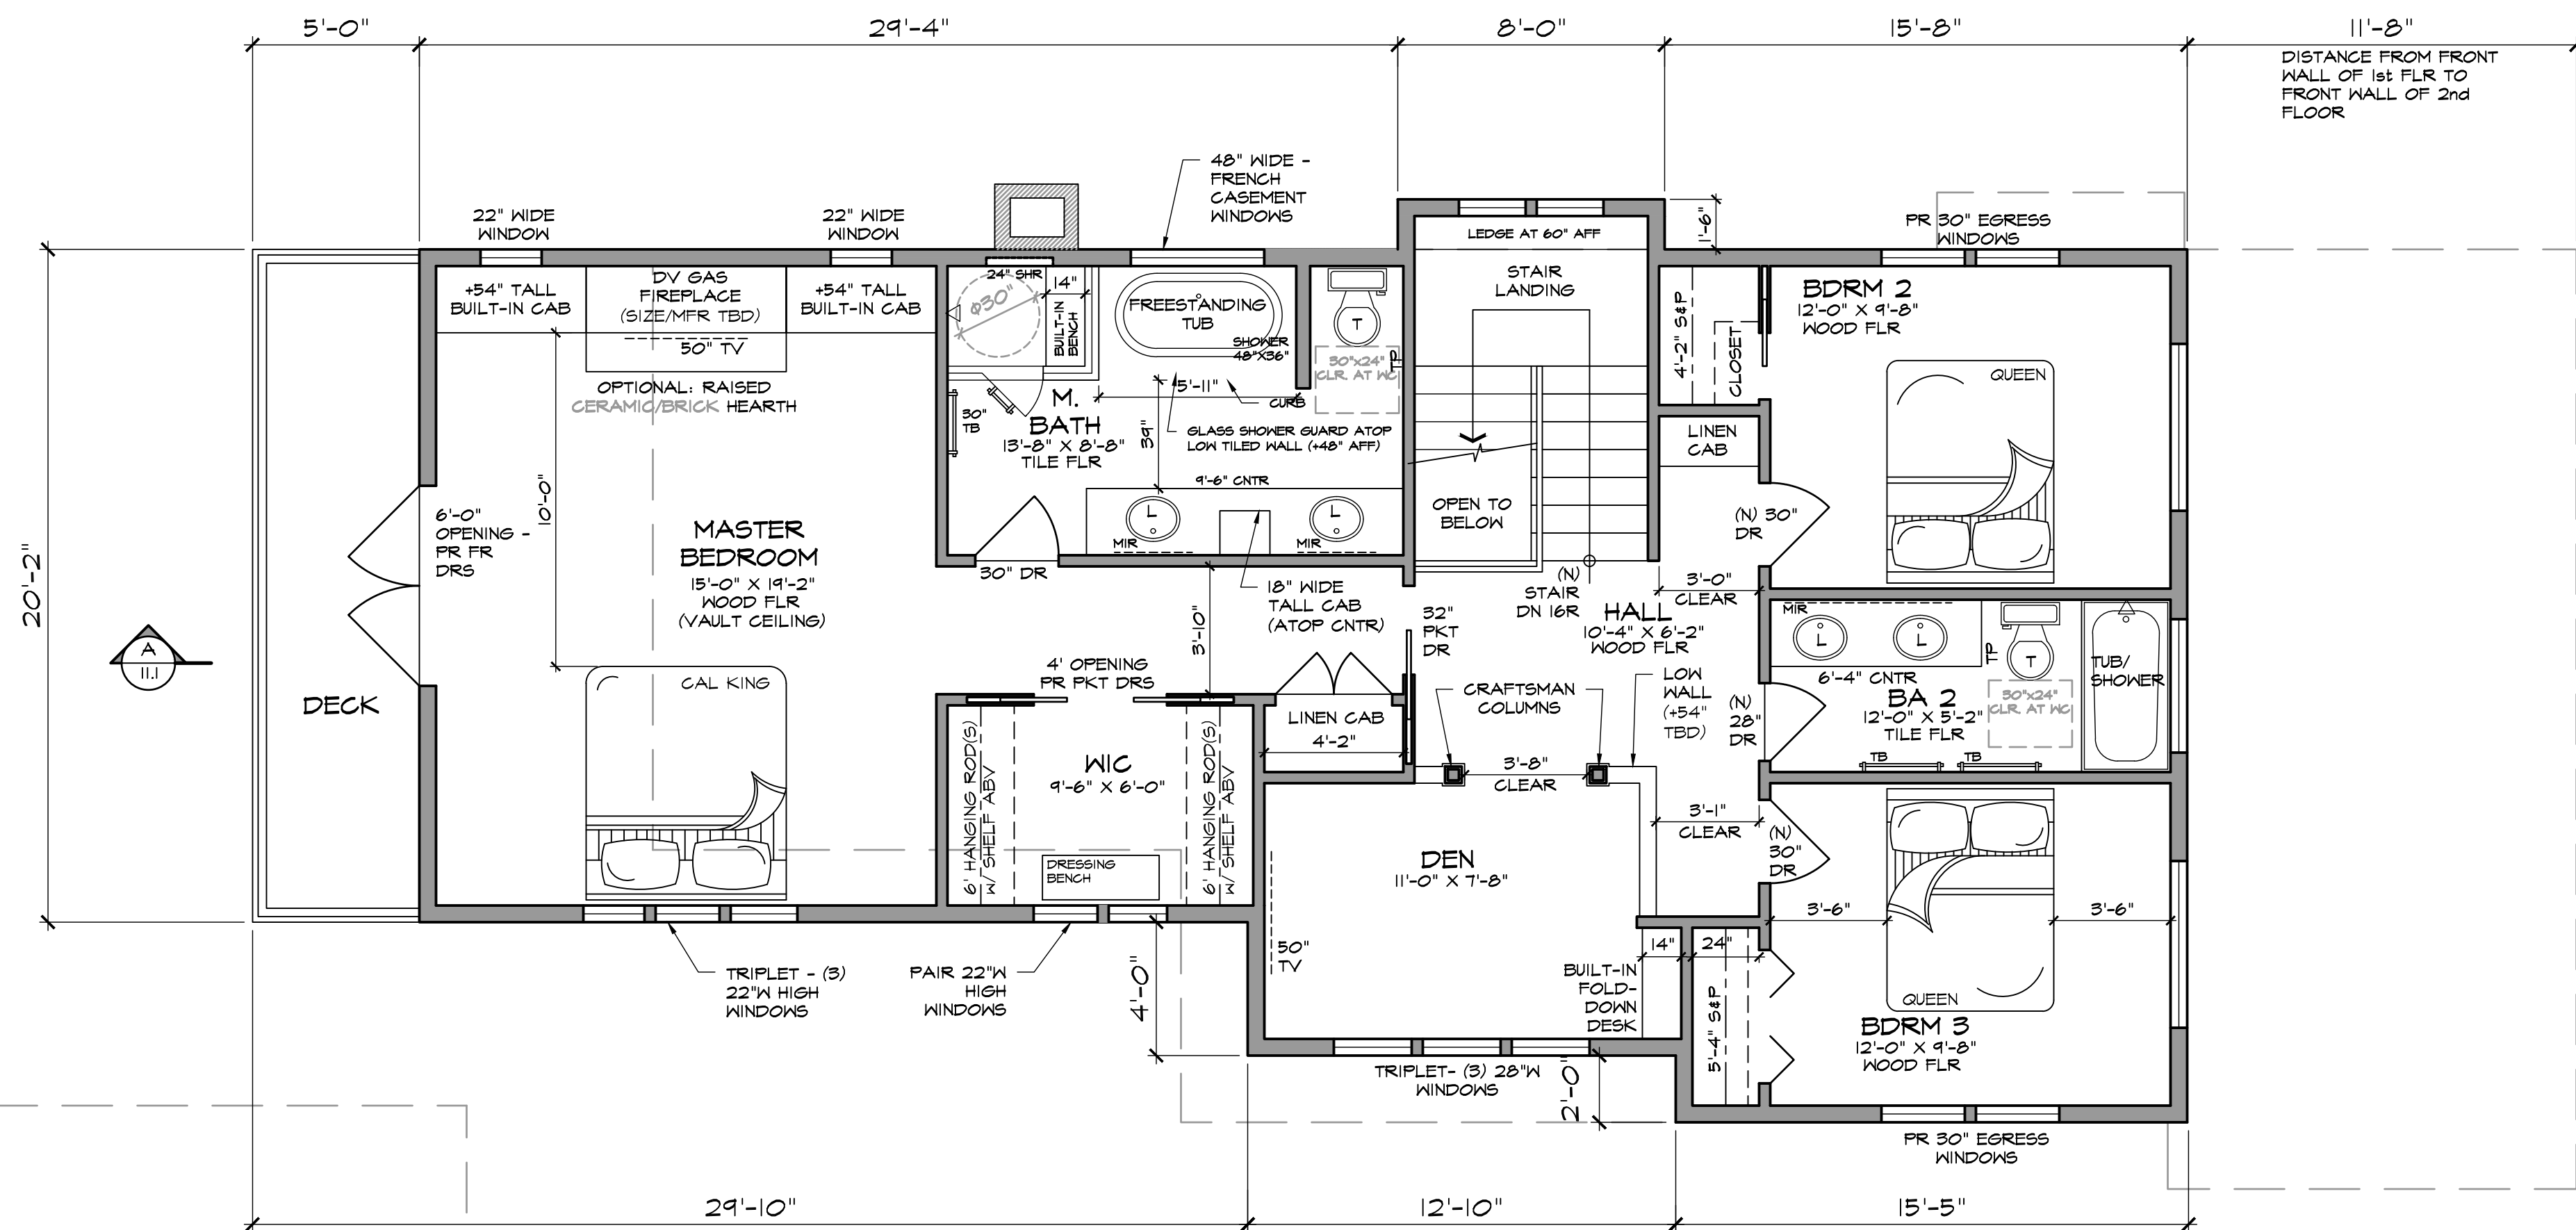 5'-0"
29'-4"
8'-0"
15'-8"
11'-8"
DISTANCE FROM FRONT
WALL OF 1st FLR TO
FRONT WALL OF 2nd
FLOOR
48" WIDE -
FRENCH
CASEMENT
WINDOWS
22" WIDE
WINDOW
22" WIDE
WINDOW
1'-6"
PR 30" EGRESS
WINDOWS
LEDGE AT 60" AFF
STAIR
LANDING
+54" TALL
BUILT-IN CAB
DV GAS
FIREPLACE
(SIZE/MFR TBD)
50" TV
+54" TALL
BUILT-IN CAB
OPTIONAL: RAISED
CERAMIC/BRICK HEARTH
24" SHR
14"
Ø30"
BUILT-IN
BENCH
FREESTANDING
TUB
SHOWER
48"X36"
T
30"x24"
CLR. AT WC
TP
5'-11"
CURB
30"
TB
M.
BATH
13'-8" X 8'-8"
TILE FLR
39"
GLASS SHOWER GUARD ATOP
LOW TILED WALL (+48" AFF)
9'-6" CNTR
L
L
MIR
MIR
30" DR
4'-2" S&P
CLOSET
BDRM 2
12'-0" X 9'-8"
WOOD FLR
QUEEN
LINEN
CAB
OPEN TO
BELOW
(N) 30"
DR
20'-2"
10'-0"
6'-0"
OPENING -
PR FR
DRS
MASTER
BEDROOM
15'-0" X 19'-2"
WOOD FLR
(VAULT CEILING)
A
11.1
DECK
CAL KING
3'-10"
18" WIDE
TALL CAB
(ATOP CNTR)
32"
PKT
DR
(N)
STAIR
DN 16R
3'-0"
CLEAR
HALL
10'-4" X 6'-2"
WOOD FLR
4' OPENING
PR PKT DRS
LINEN CAB
4'-2"
CRAFTSMAN
COLUMNS
LOW
WALL
(+54"
TBD)
(N)
28"
DR
MIR
L
L
TP
T
TUB/
SHOWER
6'-4" CNTR
BA 2
12'-0" X 5'-2"
TILE FLR
30"x24"
CLR. AT WC
TB
TB
3'-8"
CLEAR
6' HANGING ROD(S)
W/ SHELF ABV
WIC
9'-6" X 6'-0"
DRESSING
BENCH
6' HANGING ROD(S)
W/ SHELF ABV
DEN
11'-0" X 7'-8"
3'-1"
CLEAR
(N)
30"
DR
3'-6"
3'-6"
QUEEN
BDRM 3
12'-0" X 9'-8"
WOOD FLR
50"
TV
14"
24"
BUILT-IN
FOLD-
DOWN
DESK
5'-4" S&P
TRIPLET - (3)
22"W HIGH
WINDOWS
PAIR 22"W
HIGH
WINDOWS
4'-0"
TRIPLET- (3) 28"W
WINDOWS
2'-0"
PR 30" EGRESS
WINDOWS
29'-10"
12'-10"
15'-5"